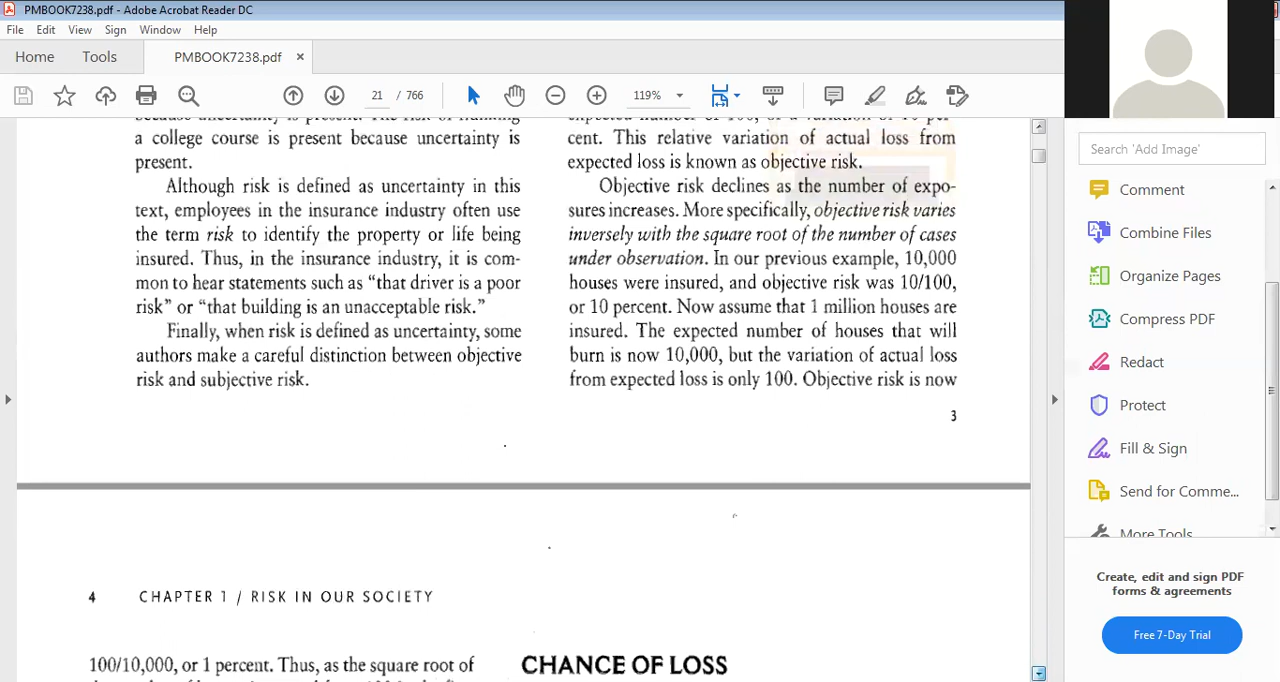 PMBOOK7238.pdf - Adobe Acrobat Reader DC
File Edit View Sign Window Help
Home Tools PMBOOK7238.pdf ×
21 / 766 119%
a college course is present because uncertainty is
present.
Although risk is defined as uncertainty in this
text, employees in the insurance industry often use
the term risk to identify the property or life being
insured. Thus, in the insurance industry, it is com-
mon to hear statements such as “that driver is a poor
risk” or “that building is an unacceptable risk.”
Finally, when risk is defined as uncertainty, some
authors make a careful distinction between objective
risk and subjective risk.
cent. This relative variation of actual loss from
expected loss is known as objective risk.
Objective risk declines as the number of expo-
sures increases. More specifically, objective risk varies
inversely with the square root of the number of cases
under observation. In our previous example, 10,000
houses were insured, and objective risk was 10/100,
or 10 percent. Now assume that 1 million houses are
insured. The expected number of houses that will
burn is now 10,000, but the variation of actual loss
from expected loss is only 100. Objective risk is now
3
4 CHAPTER 1 / RISK IN OUR SOCIETY
100/10,000, or 1 percent. Thus, as the square root of
CHANCE OF LOSS
Search 'Add Image'
Comment
Combine Files
Organize Pages
Compress PDF
Redact
Protect
Fill & Sign
Send for Comme...
More Tools
Create, edit and sign PDF
forms & agreements
Free 7-Day Trial